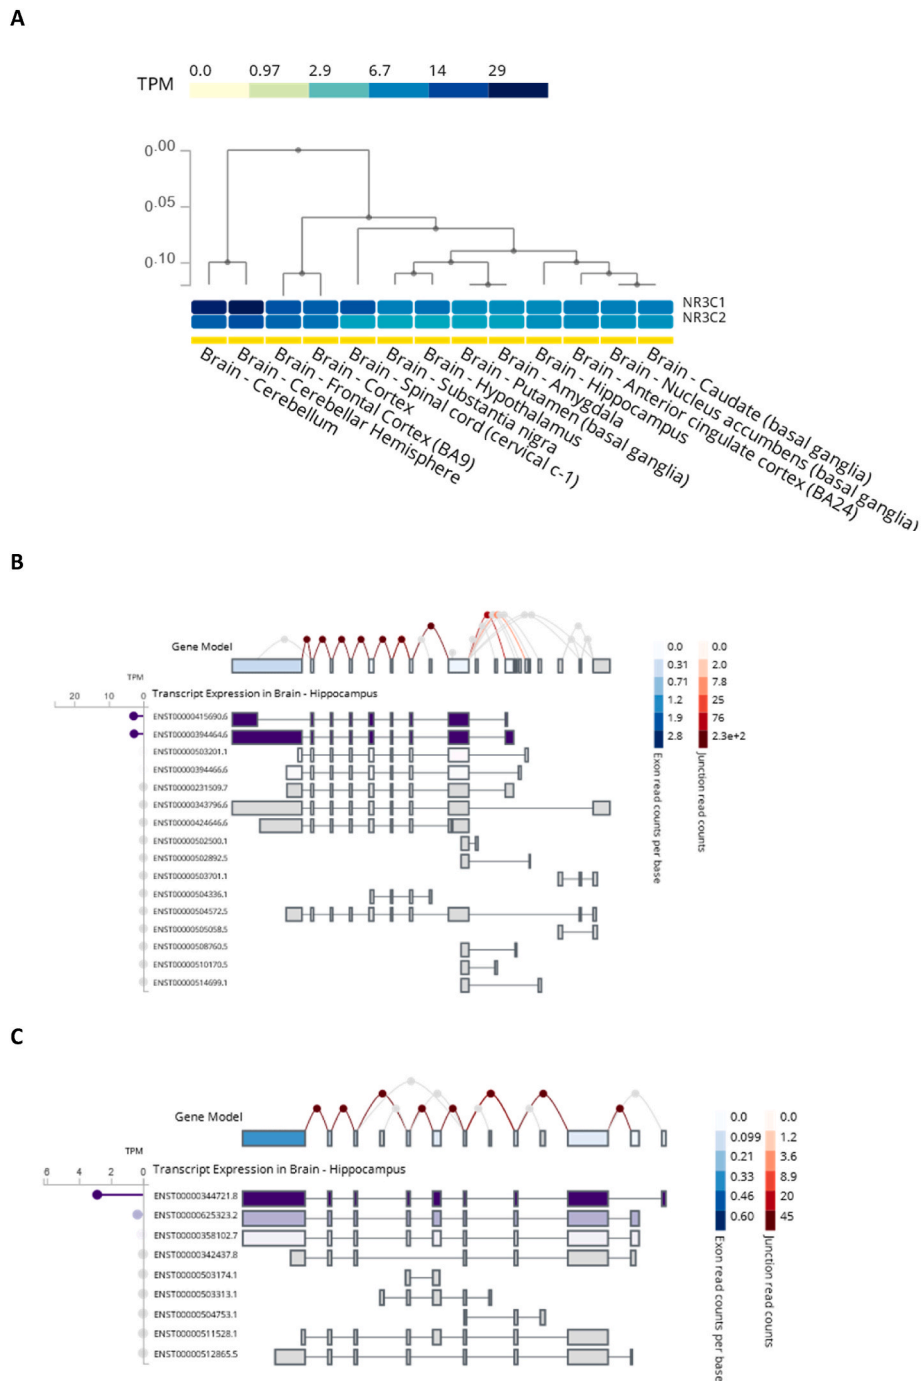 A
0.0 0.97 2.9 6.7 14 29
TPM
0.00
0.05
0.10
NR3C1
NR3C2
Brain - Cerebellum
Brain - Cerebellar Hemisphere
Brain - Frontal Cortex (BA9)
Brain - Cortex
Brain - Spinal cord (cervical c-1)
Brain - Substantia nigra
Brain - Hypothalamus
Brain - Putamen (basal ganglia)
Brain - Amygdala
Brain - Hippocampus
Brain - Anterior cingulate cortex (BA24)
Brain - Nucleus accumbens (basal ganglia)
Brain - Caudate (basal ganglia)
B
Gene Model
TPM
20 10 0
Transcript Expression in Brain - Hippocampus
ENST00000415690.6
ENST00000394464.6
ENST00000503201.1
ENST00000394466.6
ENST00000231509.7
ENST00000343796.6
ENST00000424646.6
ENST00000502500.1
ENST00000502892.5
ENST00000503701.1
ENST00000504336.1
ENST00000504572.5
ENST00000505058.5
ENST00000508760.5
ENST00000510170.5
ENST00000514699.1
0.0 0.0
0.31 2.0
0.71 7.8
1.2 25
1.9 76
2.8 2.3e+2
Exon read counts per base
Junction read counts
C
Gene Model
TPM
6 4 2 0
Transcript Expression in Brain - Hippocampus
ENST00000344721.8
ENST00000625323.2
ENST00000358102.7
ENST00000342437.8
ENST00000503174.1
ENST00000503313.1
ENST00000504753.1
ENST00000511528.1
ENST00000512865.5
0.0 0.0
0.099 1.2
0.21 3.6
0.33 8.9
0.46 20
0.60 45
Exon read counts per base
Junction read counts